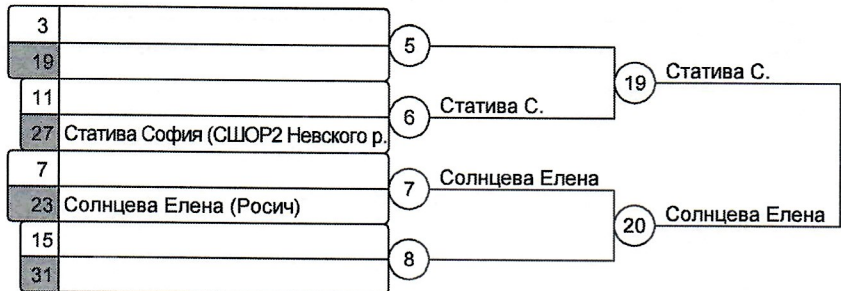 3
5
19
19 Статива С.
11
6 Статива С.
27 Статива София (СШОР2 Невского р.
7
7 Солнцева Елена
23 Солнцева Елена (Росич)
20 Солнцева Елена
15
8
31